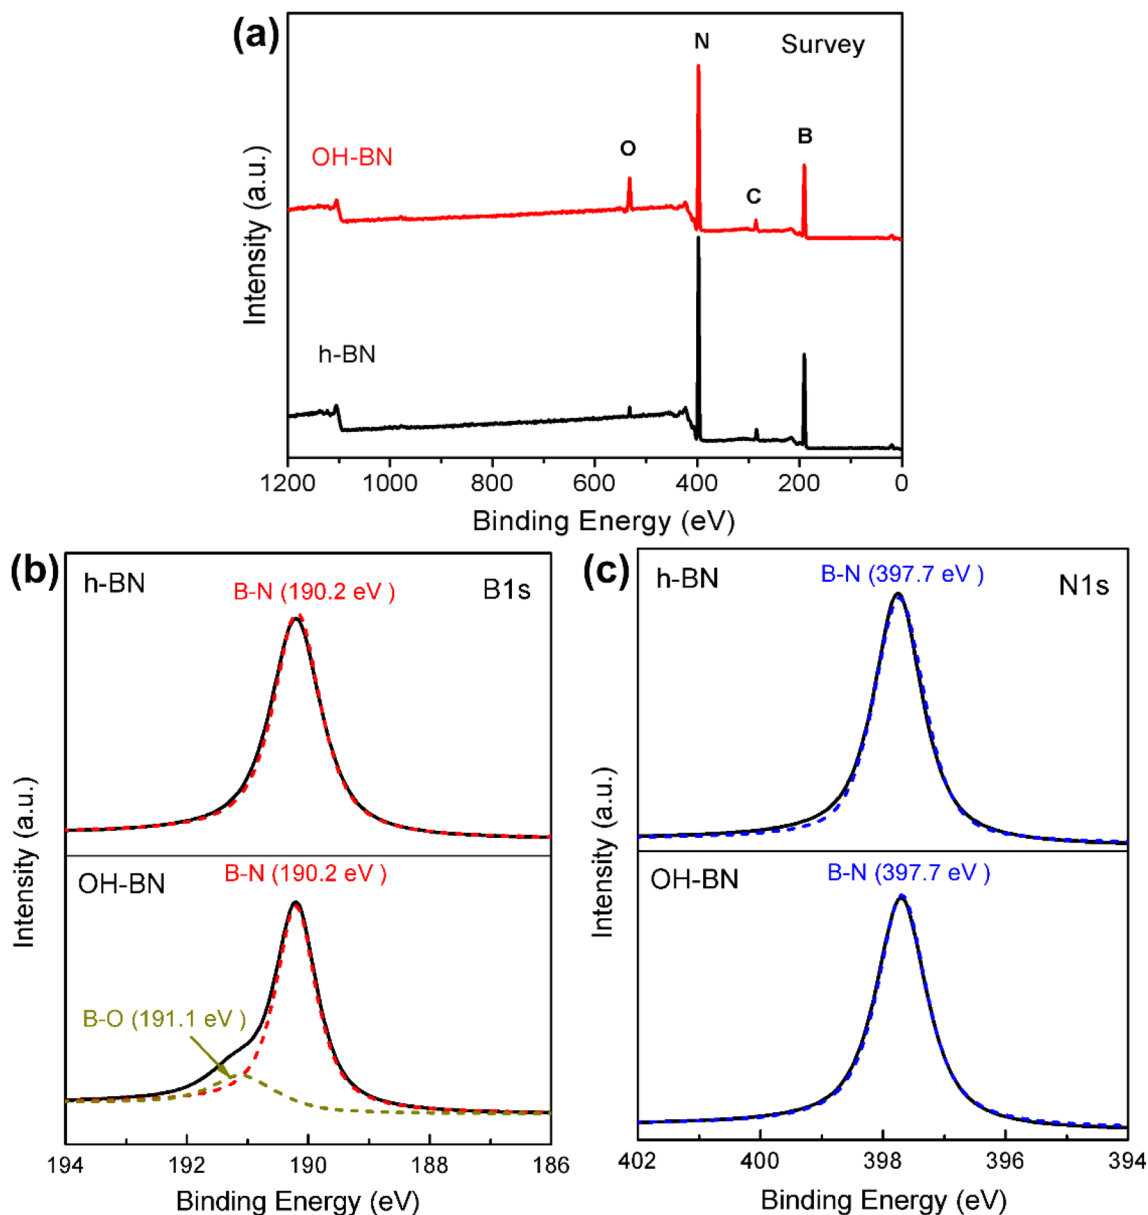 (a)
Survey
N
B
O
C
OH-BN
h-BN
Intensity (a.u.)
1200 1000 800 600 400 200 0
Binding Energy (eV)
(b)
h-BN
B-N (190.2 eV )
B1s
OH-BN
B-N (190.2 eV )
B-O (191.1 eV )
Intensity (a.u.)
194 192 190 188 186
Binding Energy (eV)
(c)
h-BN
B-N (397.7 eV )
N1s
OH-BN
B-N (397.7 eV )
Intensity (a.u.)
402 400 398 396 394
Binding Energy (eV)